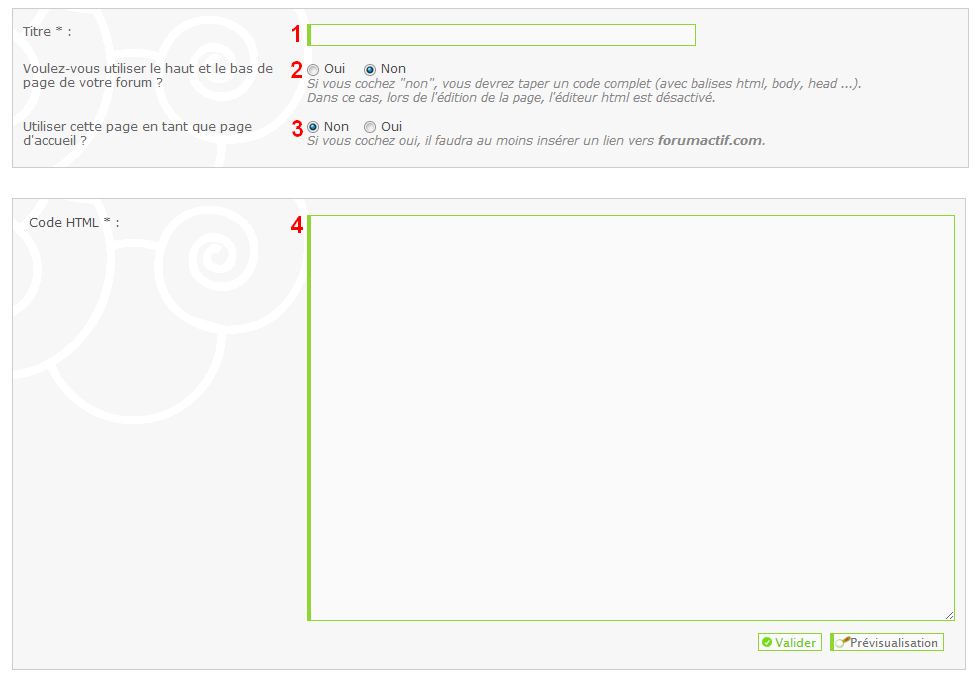 Titre * :
1
Voulez-vous utiliser le haut et le bas de page de votre forum ?
2
Oui Non
Si vous cochez "non", vous devrez taper un code complet (avec balises html, body, head ...).
Dans ce cas, lors de l'édition de la page, l'éditeur html est désactivé.
Utiliser cette page en tant que page d'accueil ?
3
Non Oui
Si vous cochez oui, il faudra au moins insérer un lien vers forumactif.com.
Code HTML * :
4
Valider Prévisualisation